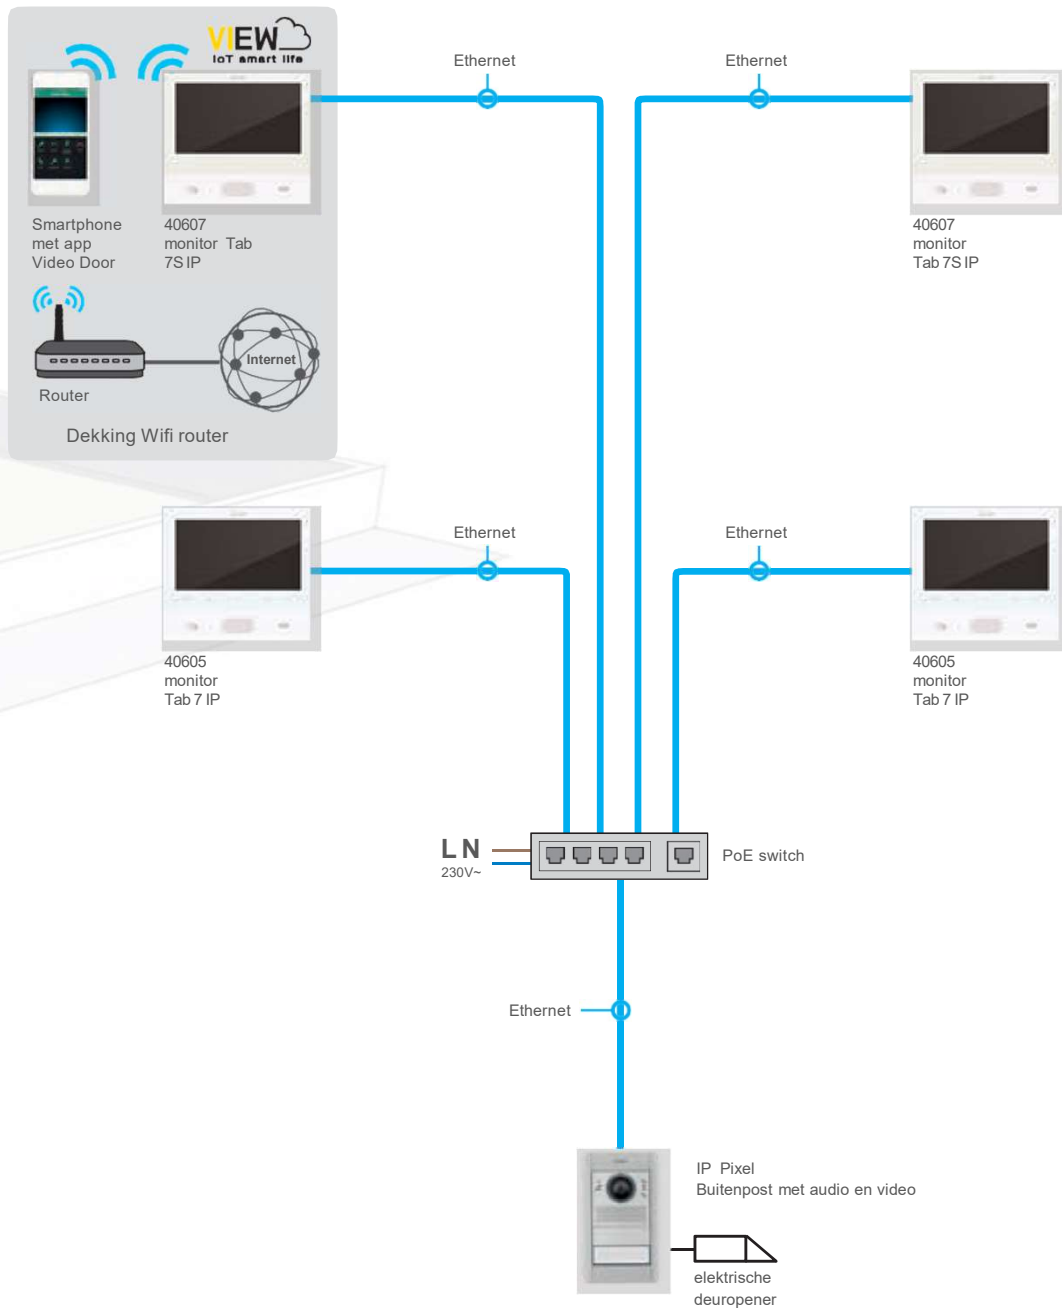 VIEW
IoT smart life
Smartphone
met app
Video Door
40607
monitor Tab
7S IP
Router
Internet
Dekking Wifi router
Ethernet
Ethernet
40607
monitor
Tab 7S IP
40605
monitor
Tab 7 IP
Ethernet
Ethernet
40605
monitor
Tab 7 IP
L N
230V~
PoE switch
Ethernet
IP Pixel
Buitenpost met audio en video
elektrische
deuropener